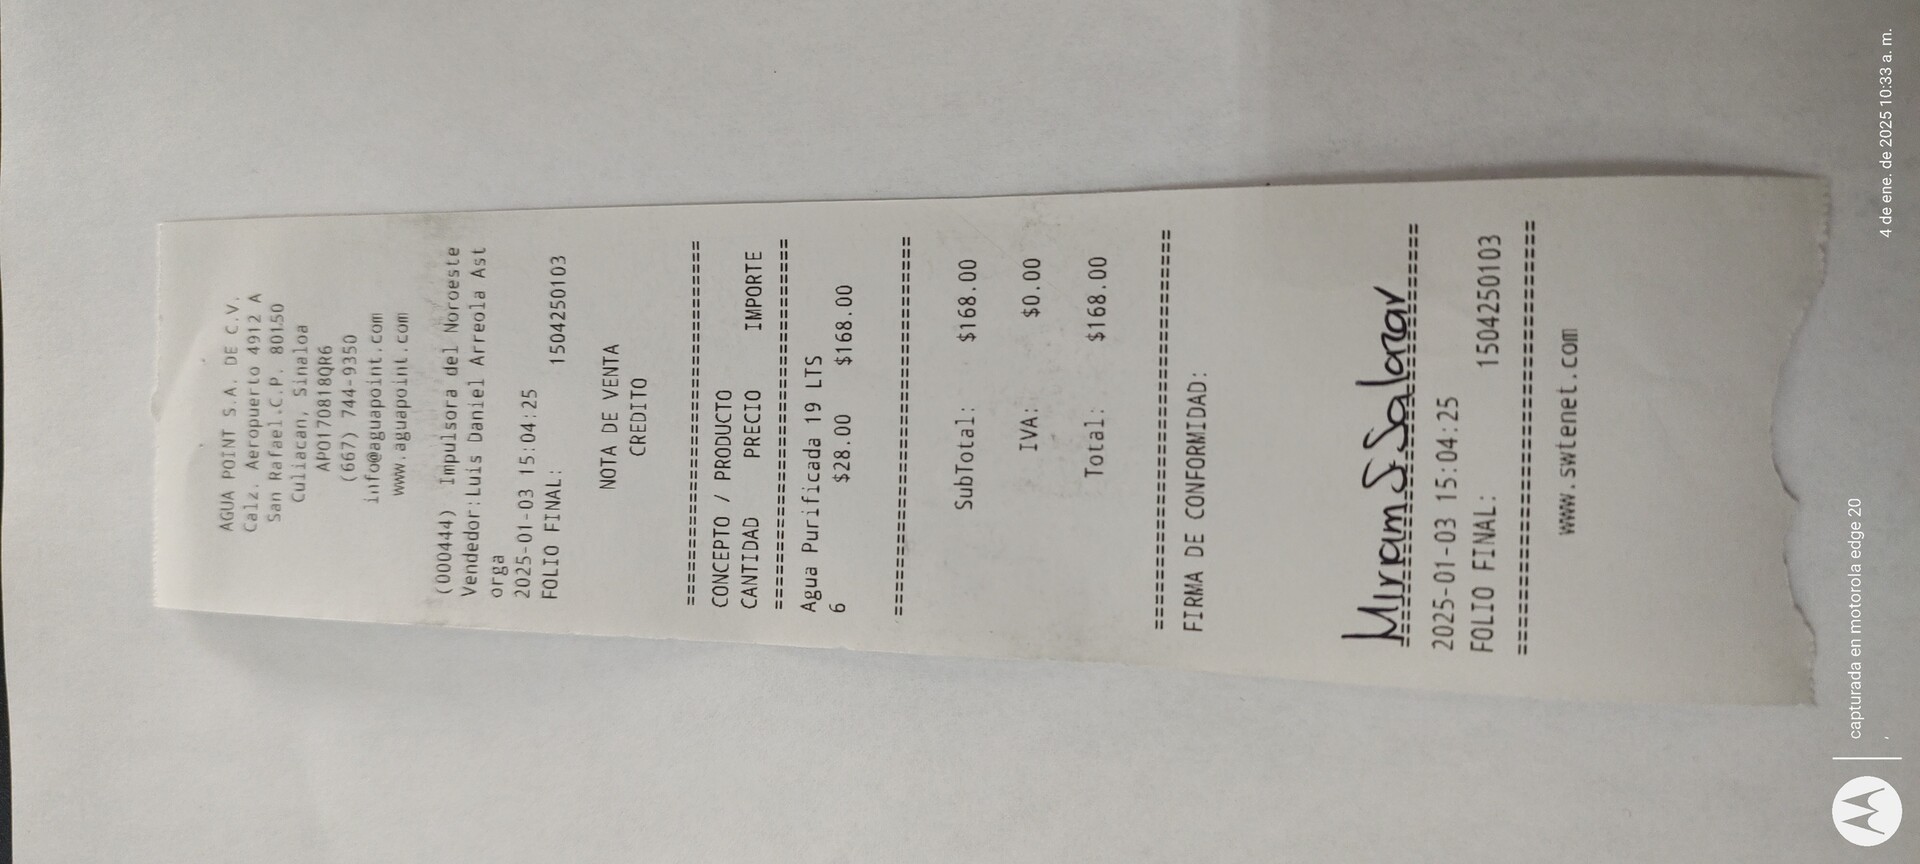 AGUA POINT S.A. DE C.V.
Calz. Aeropuerto 4912 A
San Rafael.C.P. 80150
Culiacan, Sinaloa
APO170818QR6
(667) 744-9350
info@aguapoint.com
www.aguapoint.com
(000444) Impulsora del Noroeste
Vendedor:Luis Daniel Arreola Ast
orga
2025-01-03 15:04:25
FOLIO FINAL: 1504250103
NOTA DE VENTA
CREDITO
================================
CONCEPTO / PRODUCTO
CANTIDAD PRECIO IMPORTE
================================
Agua Purificada 19 LTS
6 $28.00 $168.00
================================
SubTotal: $168.00
IVA: $0.00
Total: $168.00
================================
FIRMA DE CONFORMIDAD:
Miriam S. Salazar
================================
2025-01-03 15:04:25
FOLIO FINAL: 1504250103
================================
www.swtenet.com
capturada en motorola edge 20
4 de ene. de 2025 10:33 a. m.